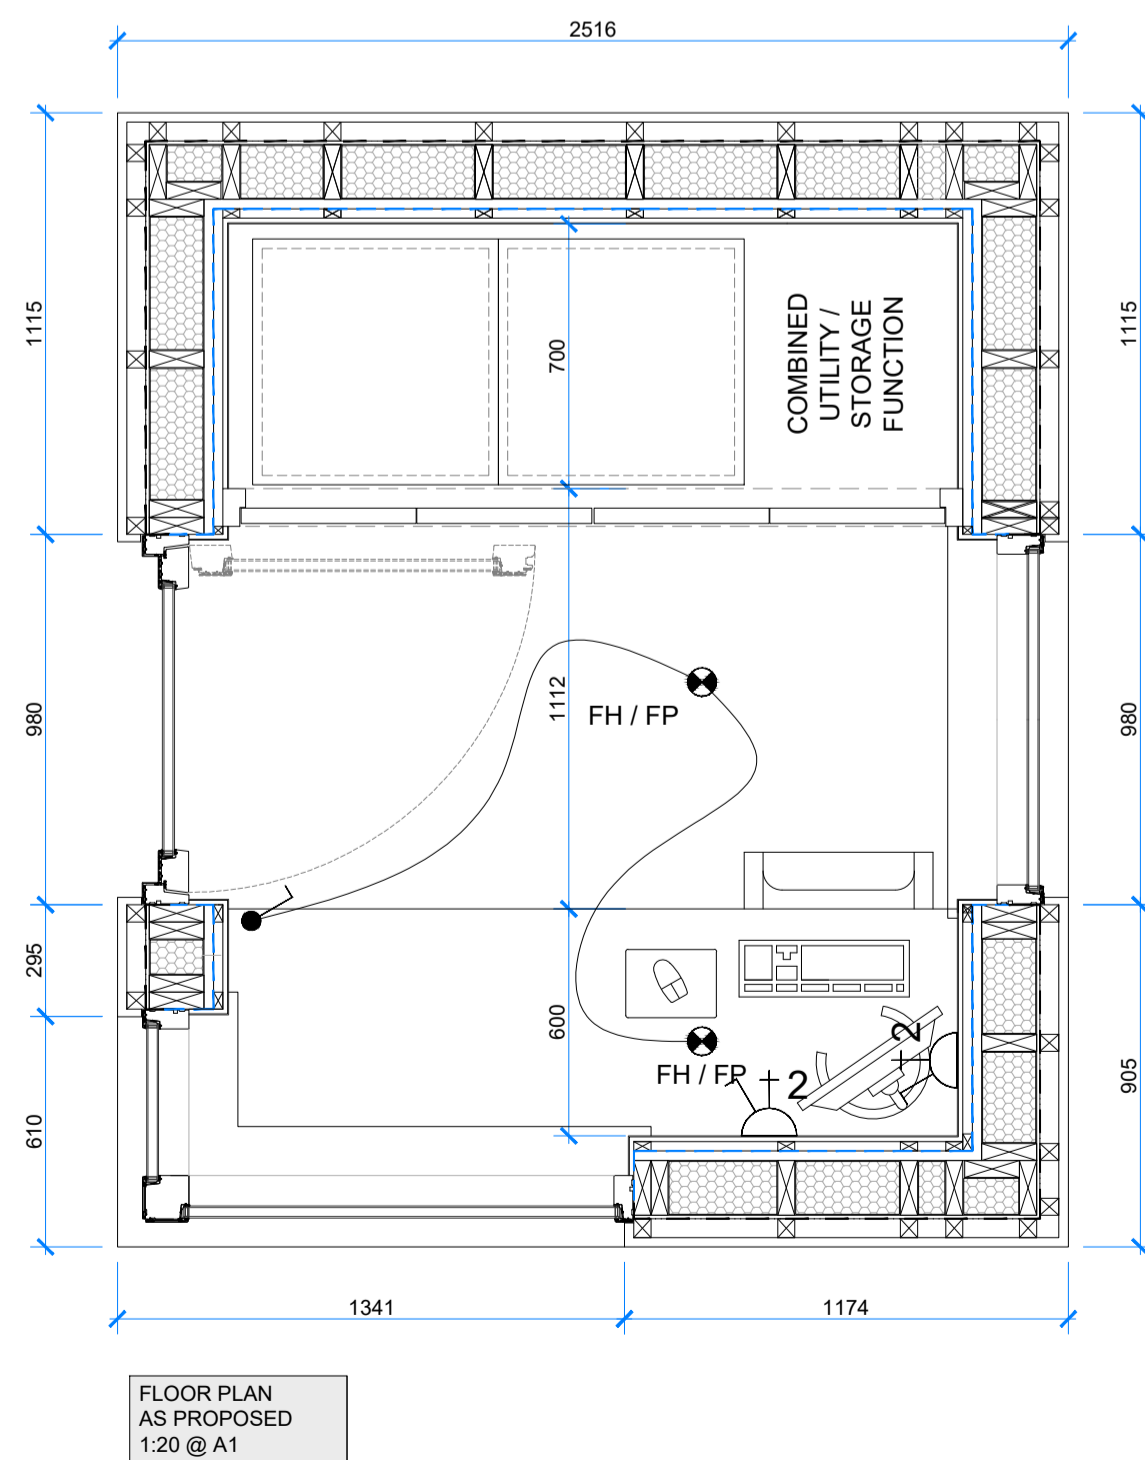 2516
1115
1115
700
COMBINED
UTILITY /
STORAGE
FUNCTION
980
1112
FH / FP
980
295
600
FH / FP
2
2
610
905
1341
1174
FLOOR PLAN
AS PROPOSED
1:20 @ A1